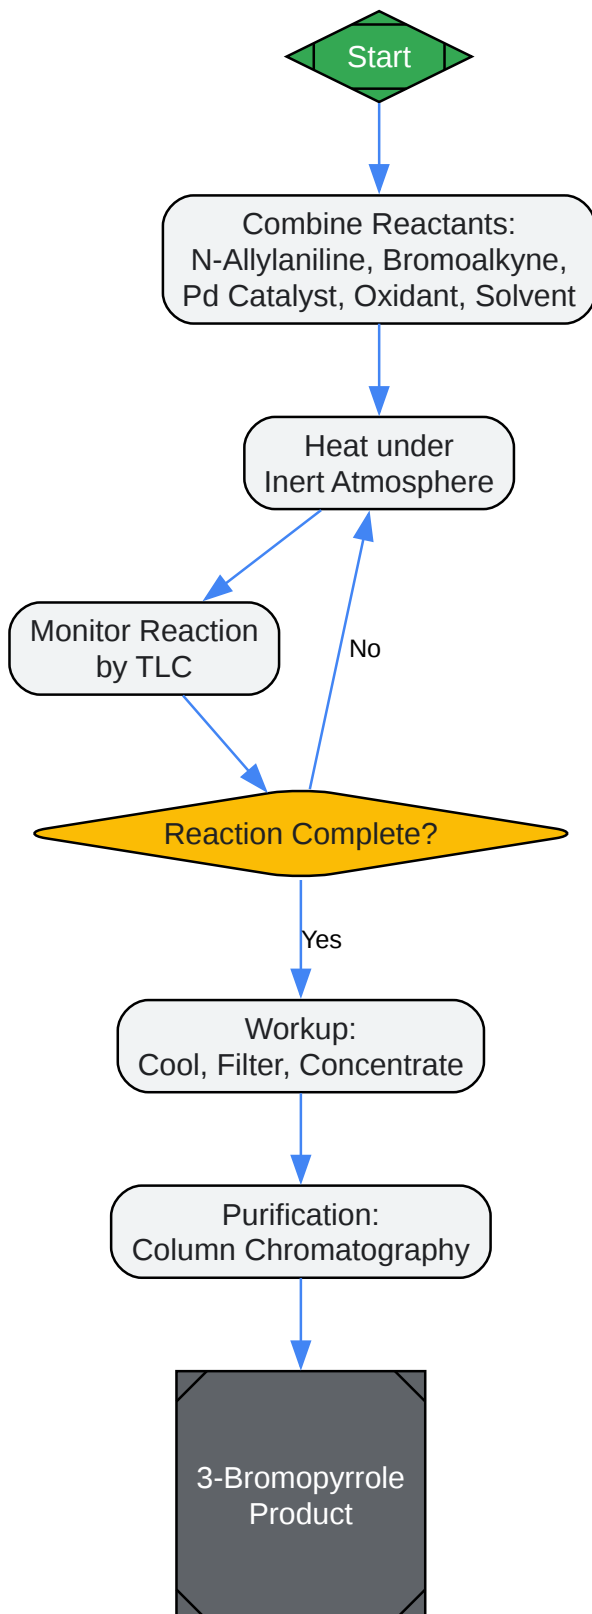 Start
Combine Reactants:
N-Allylaniline, Bromoalkyne,
Pd Catalyst, Oxidant, Solvent
Heat under
Inert Atmosphere
Monitor Reaction
by TLC
No
Reaction Complete?
Yes
Workup:
Cool, Filter, Concentrate
Purification:
Column Chromatography
3-Bromopyrrole
Product